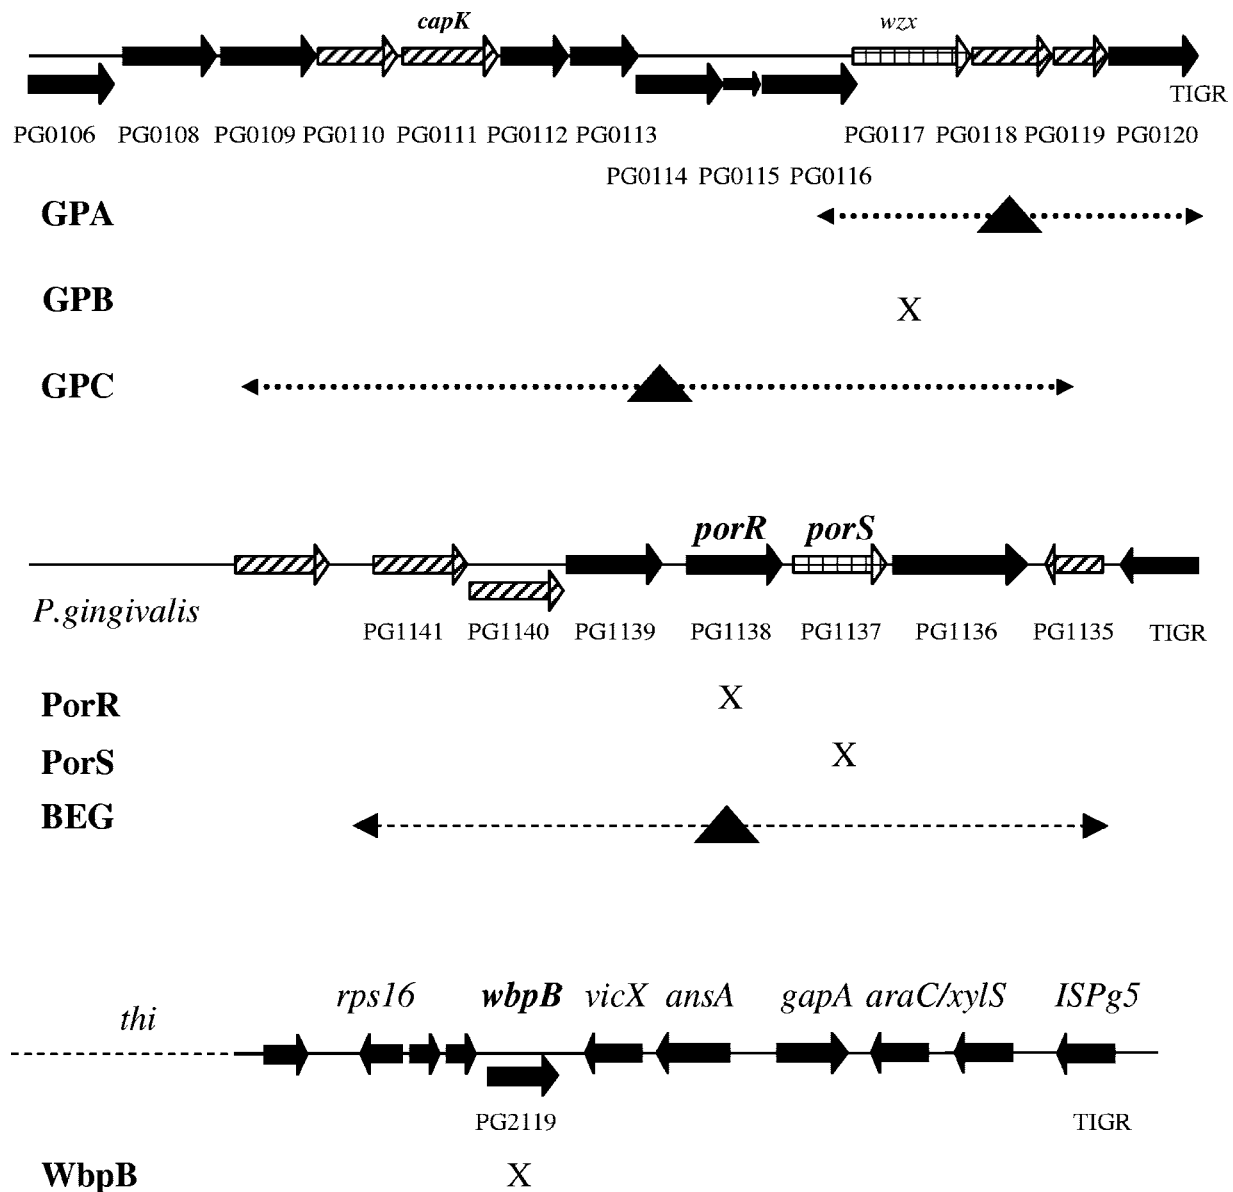 capK wzx
TIGR
PG0106 PG0108 PG0109 PG0110 PG0111 PG0112 PG0113 PG0117 PG0118 PG0119 PG0120
PG0114 PG0115 PG0116
GPA
GPB X
GPC
porR porS
P.gingivalis
PG1141 PG1140 PG1139 PG1138 PG1137 PG1136 PG1135 TIGR
PorR X
PorS X
BEG
rps16 wbpB vicX ansA gapA araC/xylS ISPg5
thi
PG2119 TIGR
WbpB X